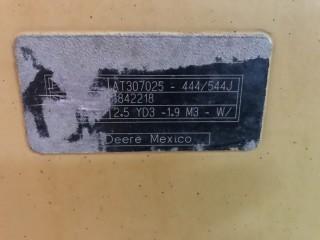 AT307025 - 444/544J
8842218
2.5 YD3 -1.9 M3 - W/
Deere Mexico